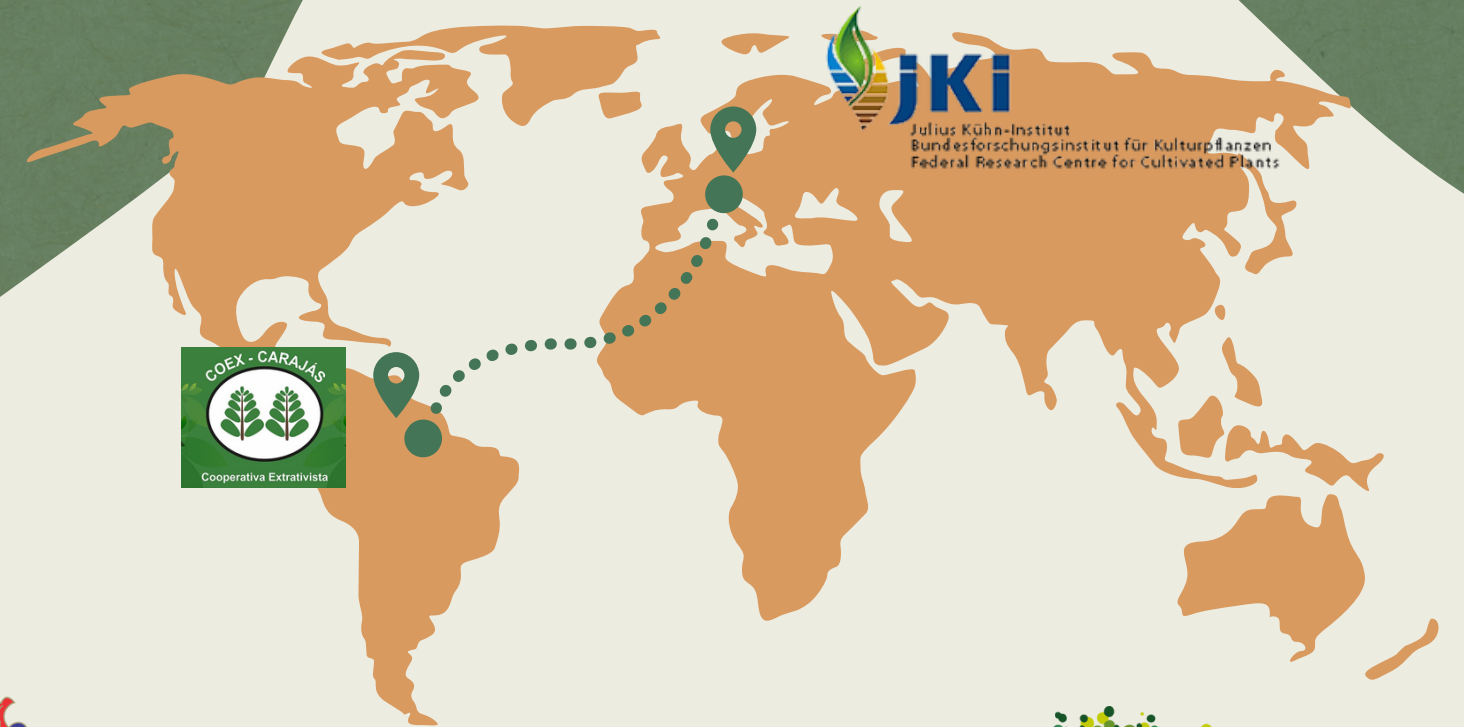 JKI
Julius Kühn-Institut
Bundesforschungsinstitut für Kulturpflanzen
Federal Research Centre for Cultivated Plants
COEX - CARAJÁS
Cooperativa Extrativista